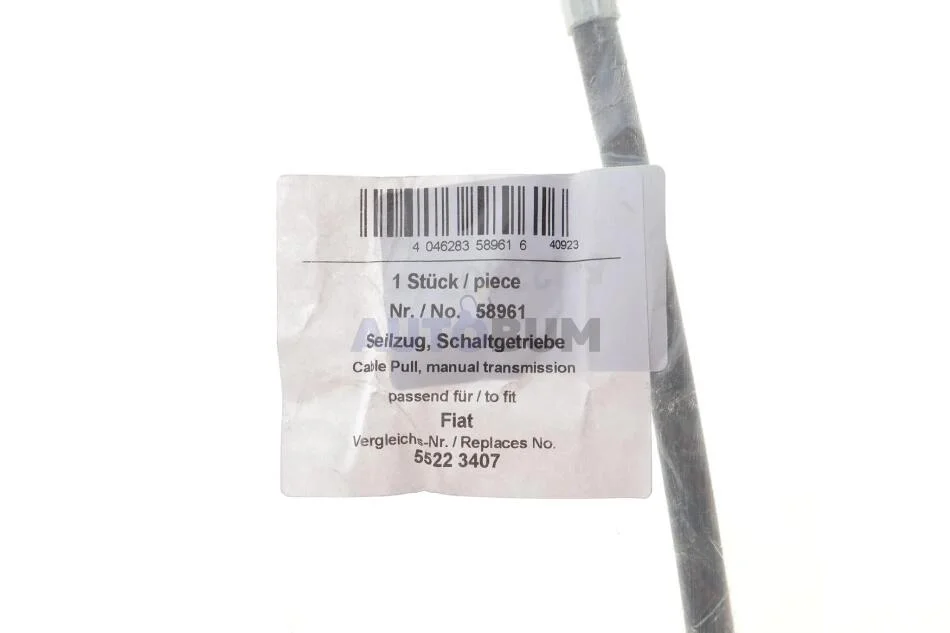 4 046283 58961 6 40923
1 Stück / piece
Nr. / No. 58961
AUTOBUM
Seilzug, Schaltgetriebe
Cable Pull, manual transmission
passend für / to fit
Fiat
Vergleichs-Nr. / Replaces No.
5522 3407